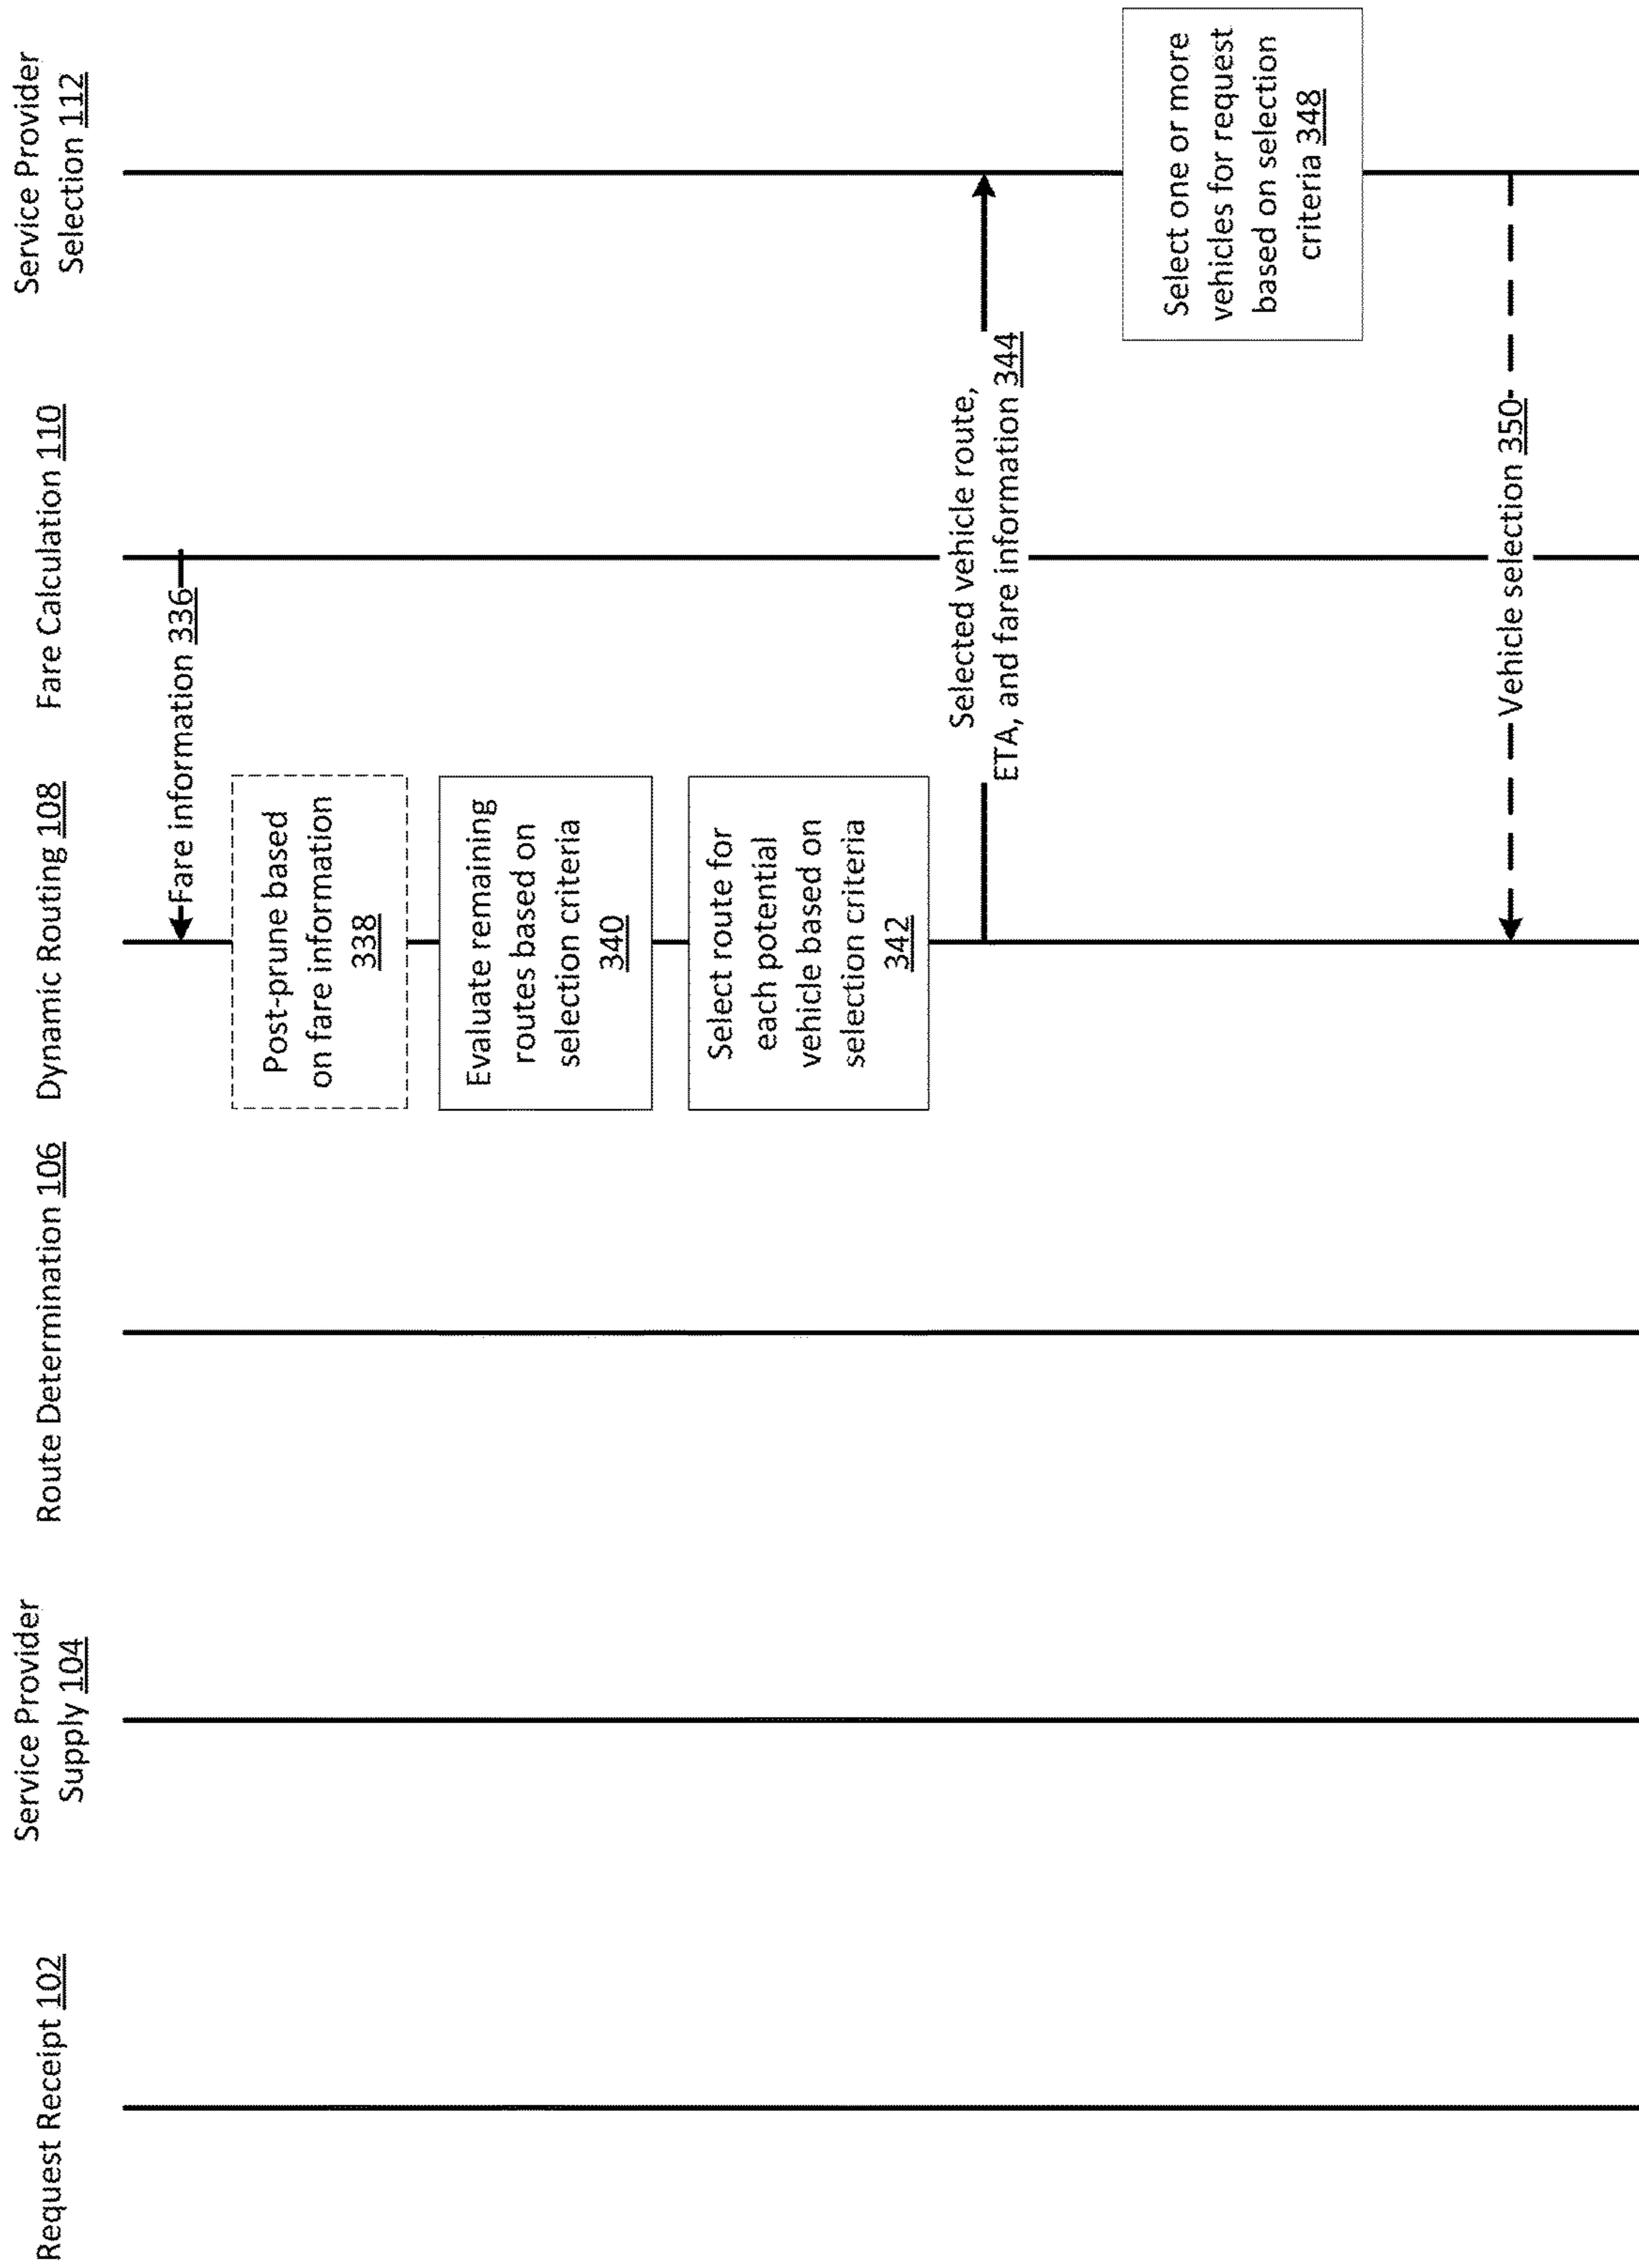 Request Receipt 102
Service Provider
Supply 104
Route Determination 106
Dynamic Routing 108
Fare Calculation 110
Service Provider
Selection 112
Fare information 336
Post-prune based
on fare information
338
Evaluate remaining
routes based on
selection criteria
340
Select route for
each potential
vehicle based on
selection criteria
342
Selected vehicle route,
ETA, and fare information 344
Select one or more
vehicles for request
based on selection
criteria 348
Vehicle selection 350